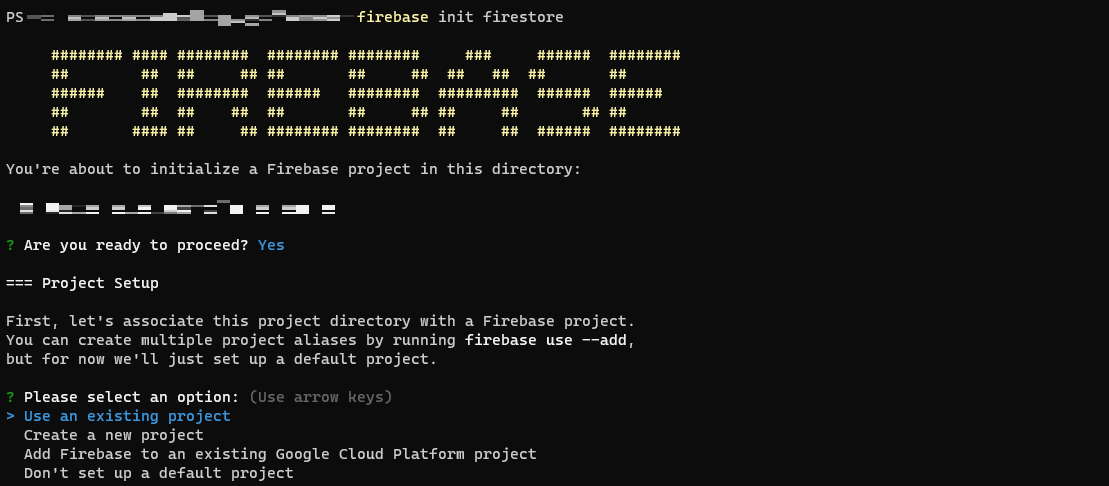 PS firebase init firestore
######## #### ########  ######## ########     ###     ######  ########
##        ##  ##     ## ##       ##     ##  ##   ##  ##       ##
######    ##  ########  ######   ########  #########  ######  ######
##        ##  ##    ##  ##       ##     ## ##     ##       ## ##
##       #### ##     ## ######## ########  ##     ##  ######  ########
You're about to initialize a Firebase project in this directory:
? Are you ready to proceed? Yes
=== Project Setup
First, let's associate this project directory with a Firebase project.
You can create multiple project aliases by running firebase use --add,
but for now we'll just set up a default project.
? Please select an option: (Use arrow keys)
> Use an existing project
Create a new project
Add Firebase to an existing Google Cloud Platform project
Don't set up a default project